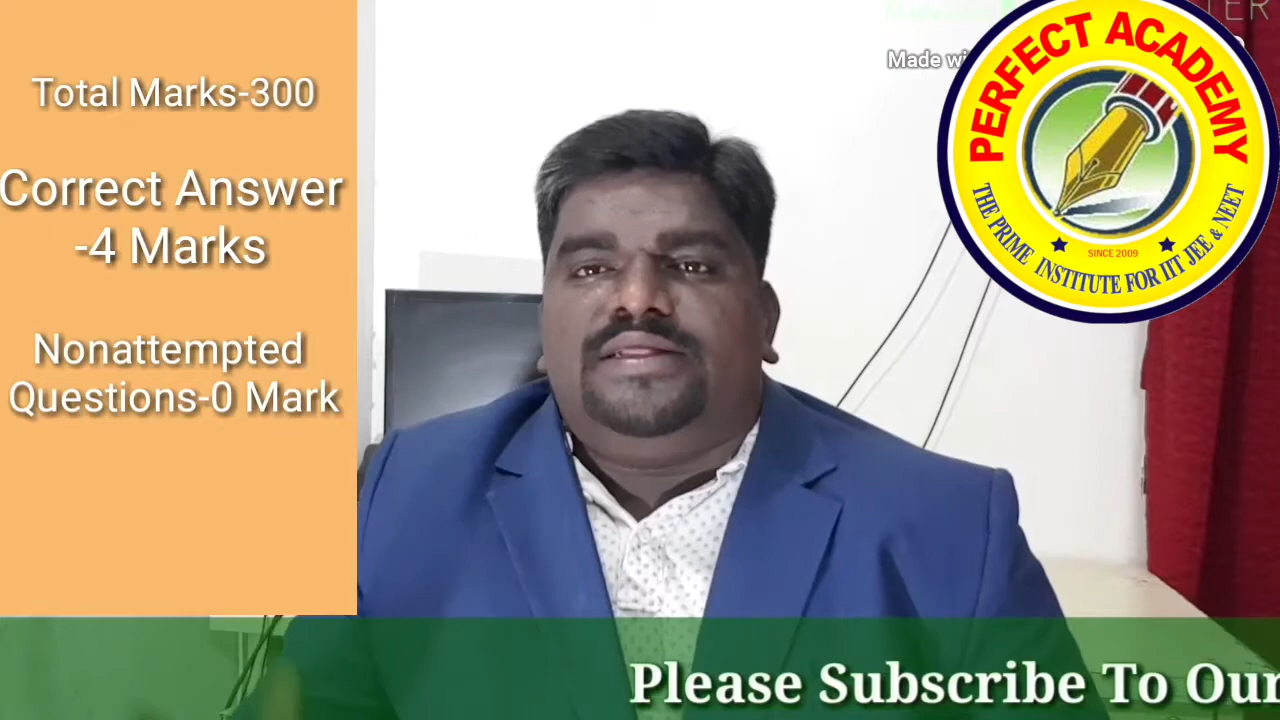 Total Marks-300
Correct Answer
-4 Marks
Nonattempted
Questions-0 Mark
Made
PERFECT ACADEMY
THE PRIME INSTITUTE FOR IIT JEE & NEET
SINCE 2009
Please Subscribe To Our